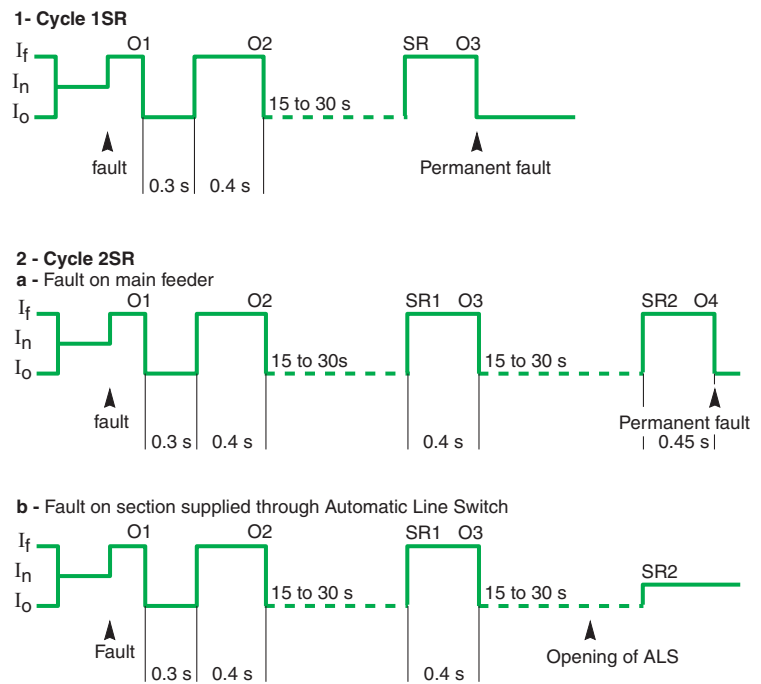 1- Cycle 1SR
O1 O2 SR O3
If
In
Io
15 to 30 s
fault Permanent fault
0.3 s 0.4 s
2 - Cycle 2SR
a - Fault on main feeder
O1 O2 SR1 O3 SR2 O4
If
In
Io
15 to 30s 15 to 30 s
fault Permanent fault
0.3 s 0.4 s 0.4 s 0.45 s
b - Fault on section supplied through Automatic Line Switch
O1 O2 SR1 O3
If
In SR2
Io
15 to 30 s 15 to 30 s
Fault Opening of ALS
0.3 s 0.4 s 0.4 s